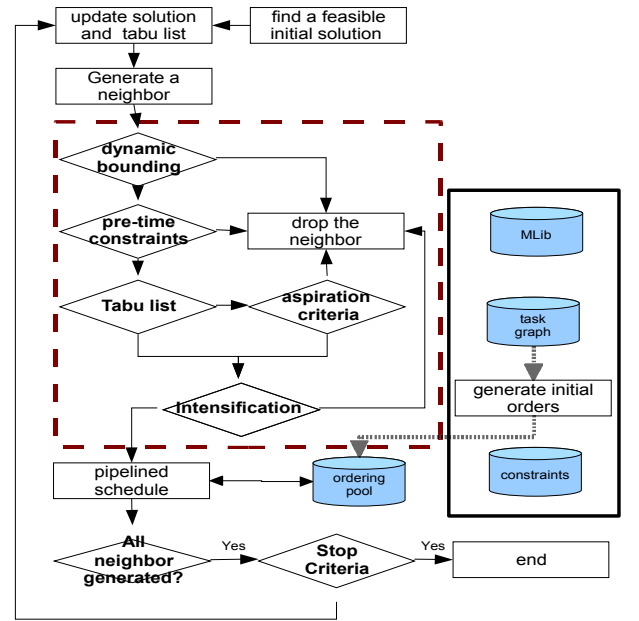 update solution
and tabu list
find a feasible
initial solution
Generate a
neighbor
dynamic
bounding
pre-time
constraints
drop the
neighbor
Tabu list
aspiration
criteria
Intensification
MLib
task
graph
generate initial
orders
constraints
pipelined
schedule
ordering
pool
All
neighbor
generated?
Yes
Stop
Criteria
Yes
end